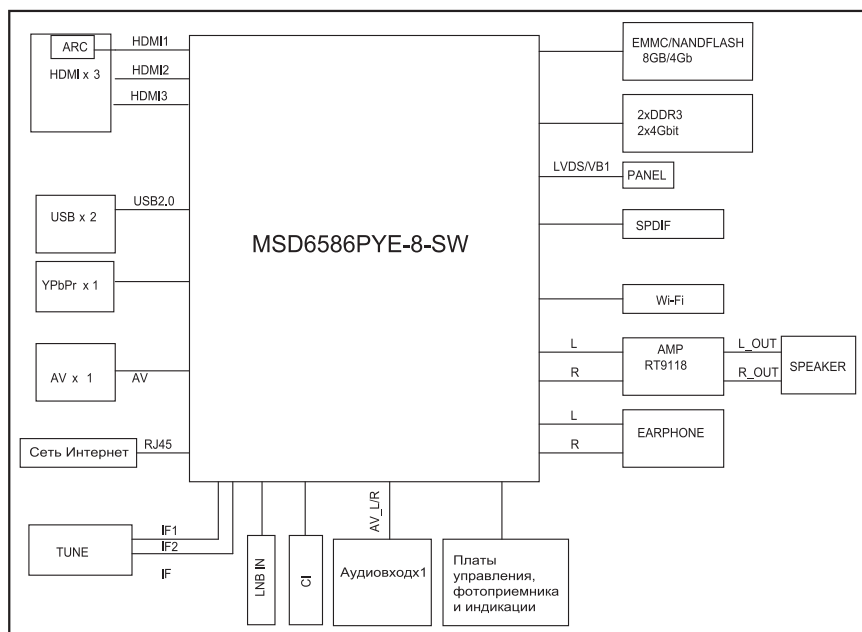 ARC
HDMI x 3
HDMI1
HDMI2
HDMI3
USB x 2
USB2.0
YPbPr x 1
AV x 1
AV
Сеть Интернет
RJ45
TUNE
IF1
IF2
IF
MSD6586PYE-8-SW
EMMC/NANDFLASH
8GB/4Gb
2xDDR3
2x4Gbit
LVDS/VB1
PANEL
SPDIF
Wi-Fi
L
R
AMP
RT9118
L_OUT
R_OUT
SPEAKER
L
R
EARPHONE
LNB IN
CI
AV_L/R
Аудиовходx1
Платы
управления,
фотоприемника
и индикации